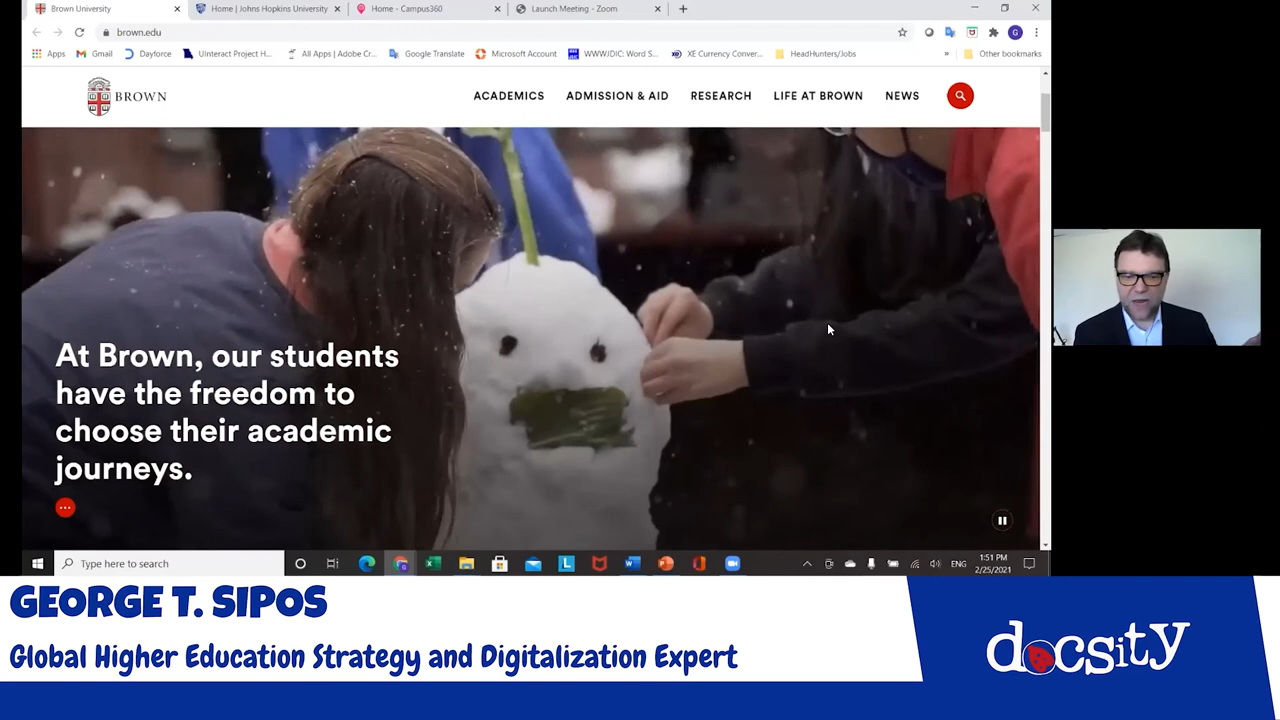 Brown University
Home | Johns Hopkins University
Home - Campus360
Launch Meeting - Zoom
brown.edu
G
Apps
Gmail
Dayforce
UInteract Project H...
All Apps | Adobe Cr...
Google Translate
Microsoft Account
WWWJDIC: Word S...
XE Currency Conver...
HeadHunters/Jobs
»
Other bookmarks
BROWN
ACADEMICS
ADMISSION & AID
RESEARCH
LIFE AT BROWN
NEWS
At Brown, our students
have the freedom to
choose their academic
journeys.
Type here to search
L
ENG
1:51 PM
2/25/2021
GEORGE T. SIPOS
Global Higher Education Strategy and Digitalization Expert
docsity